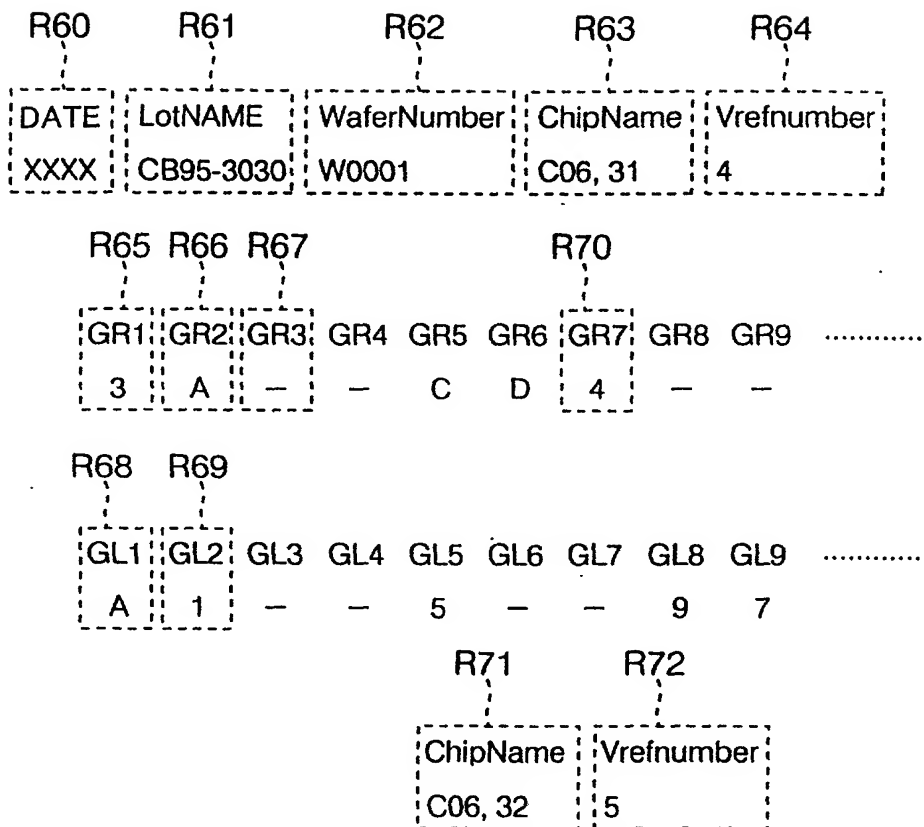 R60 R61 R62 R63 R64
DATE LotNAME WaferNumber ChipName Vrefnumber
XXXX CB95-3030 W0001 C06, 31 4
R65 R66 R67 R70
GR1 GR2 GR3 GR4 GR5 GR6 GR7 GR8 GR9 ............
3 A — — C D 4 — —
R68 R69
GL1 GL2 GL3 GL4 GL5 GL6 GL7 GL8 GL9 ............
A 1 — — 5 — — 9 7
R71 R72
ChipName Vrefnumber
C06, 32 5